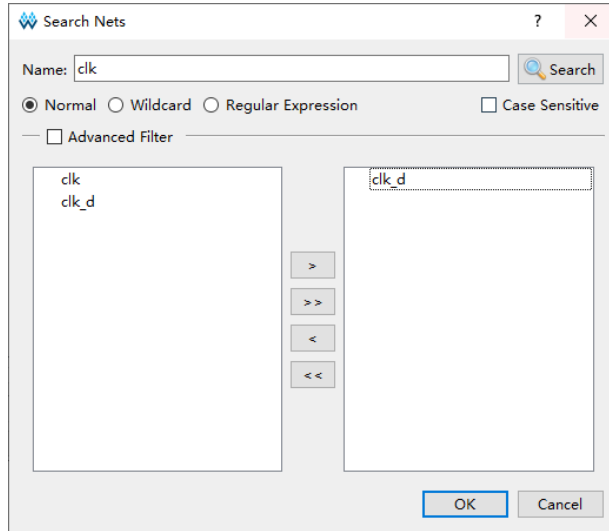 Search Nets ? ×
Name: clk Search
Normal Wildcard Regular Expression Case Sensitive
Advanced Filter
clk clk_d
clk_d
>
>>
<
<<
OK Cancel